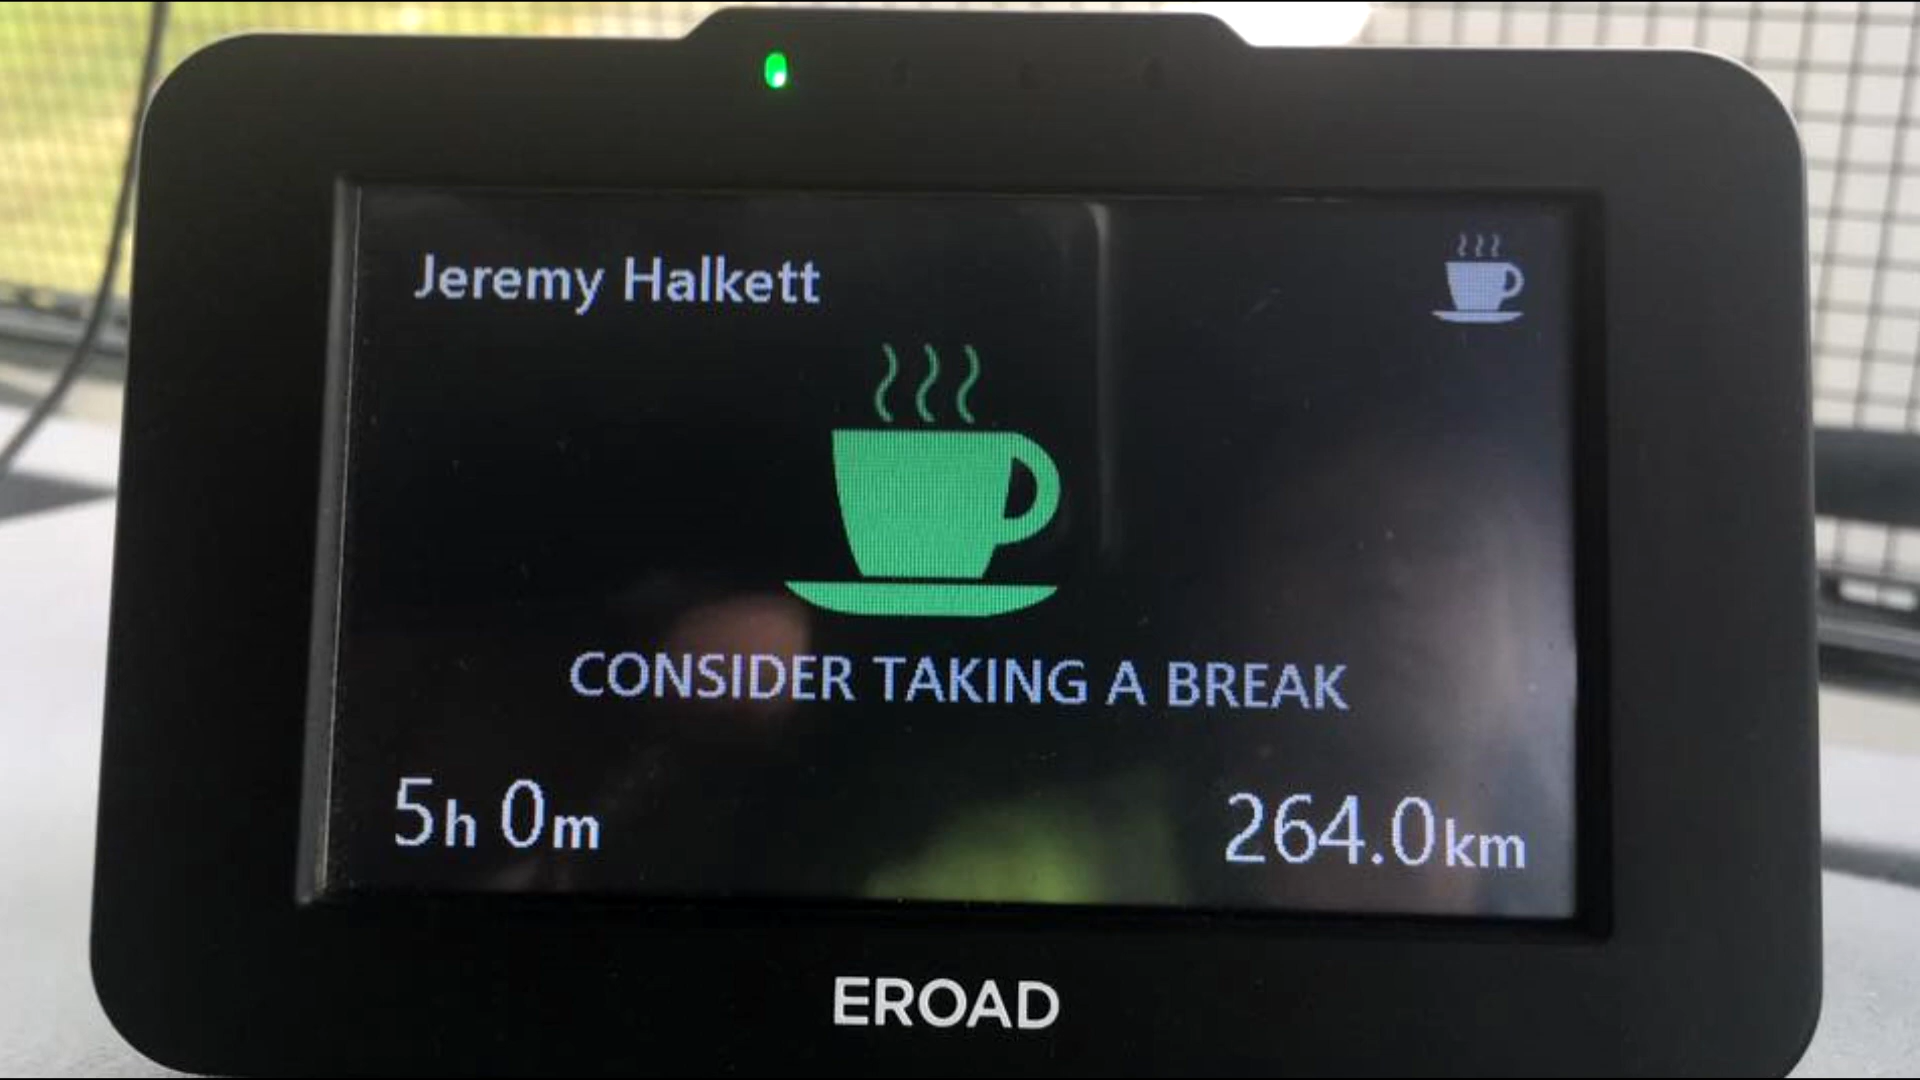 Jeremy Halkett
CONSIDER TAKING A BREAK
5h 0m
264.0km
EROAD